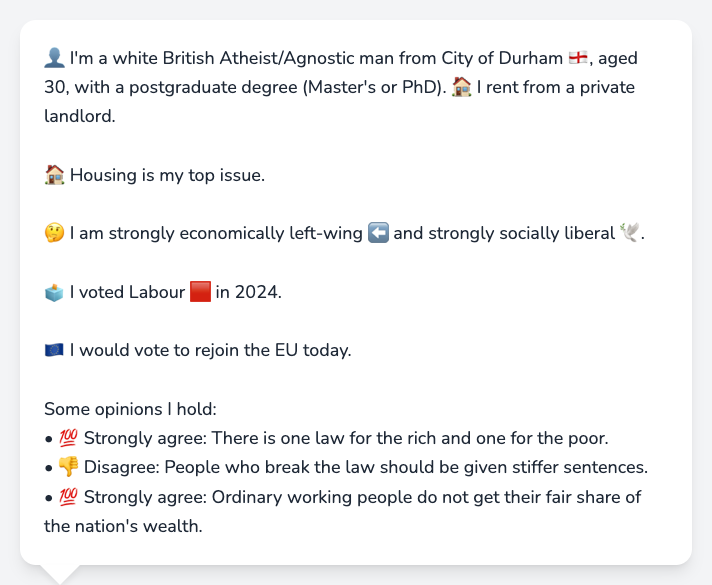 👤 I'm a white British Atheist/Agnostic man from City of Durham 🏴󠁧󠁢󠁥󠁮󠁧󠁿, aged
30, with a postgraduate degree (Master's or PhD). 🏠 I rent from a private
landlord.
🏠 Housing is my top issue.
🤔 I am strongly economically left-wing ⬅️ and strongly socially liberal 🕊️.
🗳️ I voted Labour 🟥 in 2024.
🇪🇺 I would vote to rejoin the EU today.
Some opinions I hold:
• 💯 Strongly agree: There is one law for the rich and one for the poor.
• 👎 Disagree: People who break the law should be given stiffer sentences.
• 💯 Strongly agree: Ordinary working people do not get their fair share of
the nation's wealth.